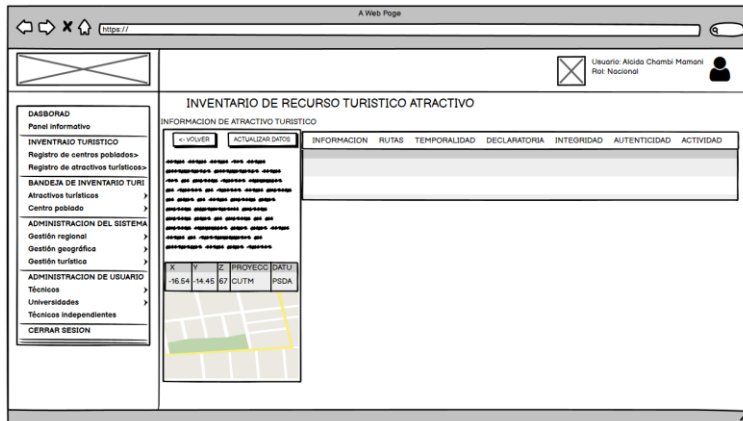 A Web Page
https://
Usuario: Alcida Chambi Mamani
Rol: Nacional
INVENTARIO DE RECURSO TURISTICO ATRACTIVO
INFORMACION DE ATRACTIVO TURISTICO
DASBORAD
Panel informativo
INVENTRAIO TURISTICO
Registro de centros poblados>
Registro de atractivos turísticos>
BANDEJA DE INVENTARIO TURI
Atractivos turísticos >
Centro poblado >
ADMINISTRACION DEL SISTEMA
Gestión regional >
Gestión geográfica >
Gestión turística >
ADMINISTRACION DE USUARIO
Técnicos >
Universidades >
Técnicos independientes
CERRAR SESION
<- VOLVER ACTUALIZAR DATOS
INFORMACION RUTAS TEMPORALIDAD DECLARATORIA INTEGRIDAD AUTENTICIDAD ACTIVIDAD
X Y Z PROYECC DATU
-16.54 -14.45 67 CUTM PSDA